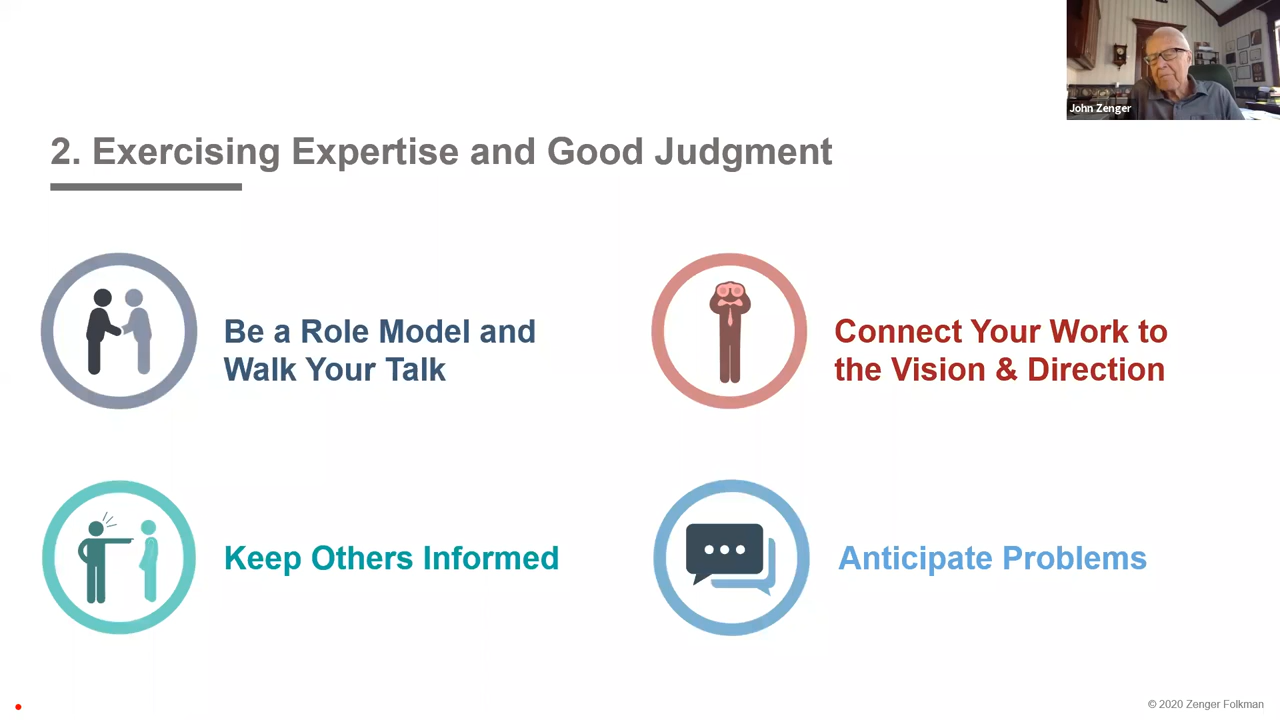 John Zenger
2. Exercising Expertise and Good Judgment
Be a Role Model and
Walk Your Talk
Connect Your Work to
the Vision & Direction
Keep Others Informed
Anticipate Problems
© 2020 Zenger Folkman